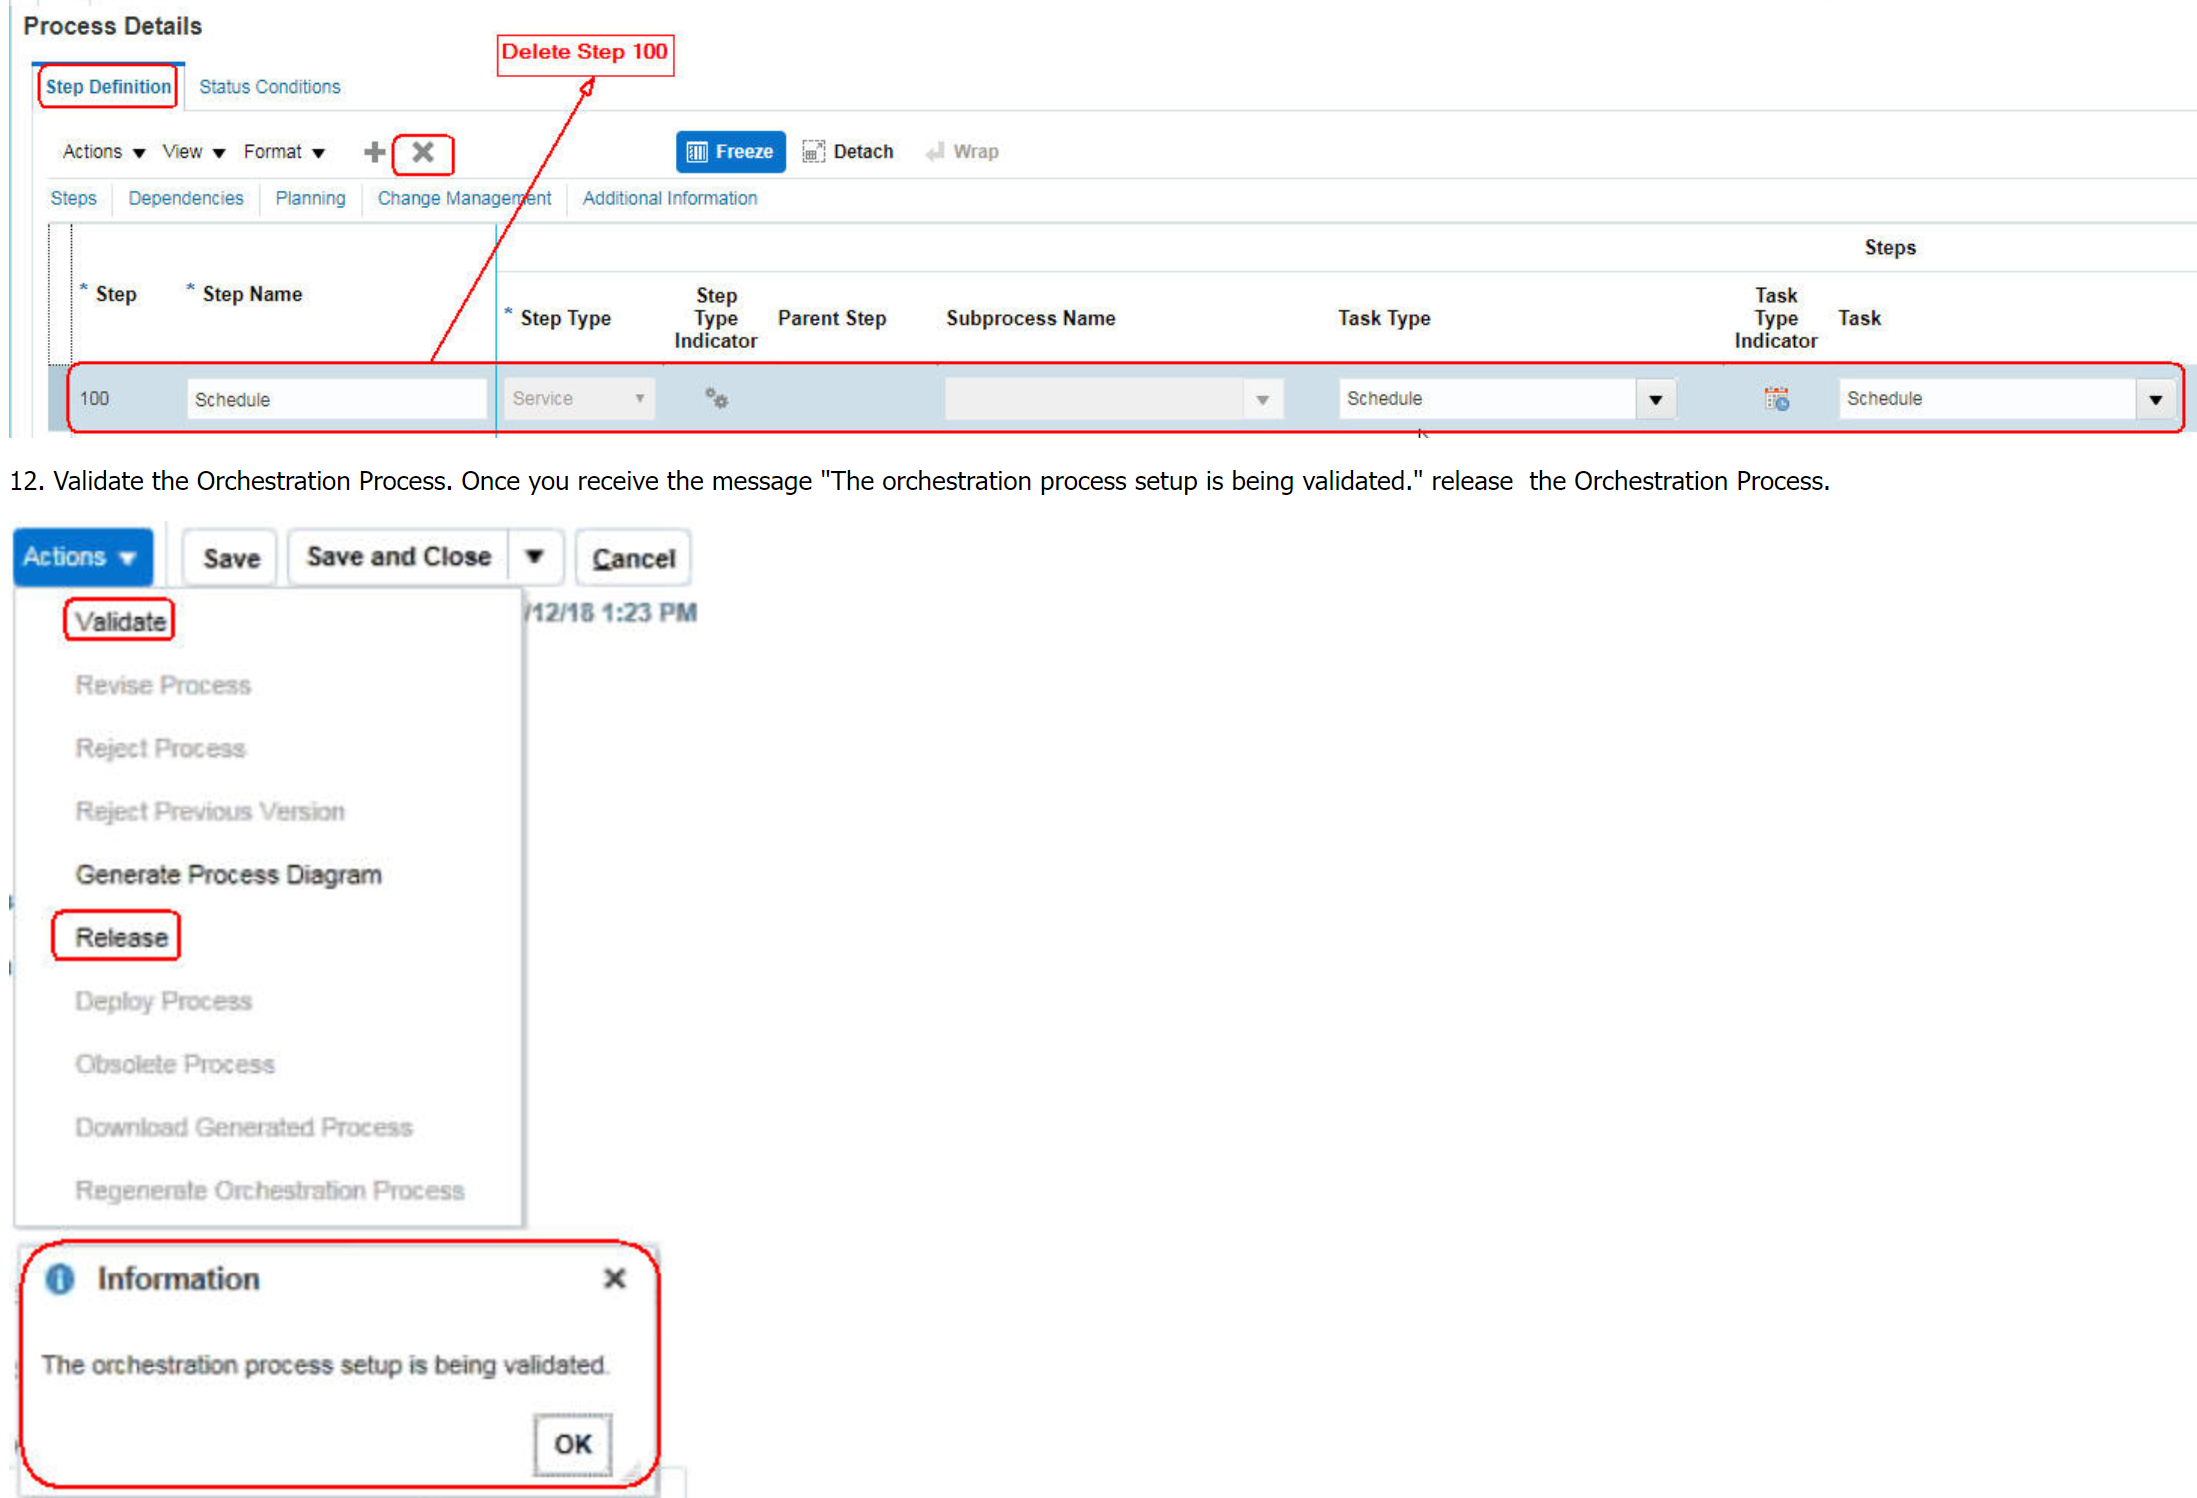 Process Details
Delete Step 100
Step Definition Status Conditions
Actions View Format Freeze Detach Wrap
Steps Dependencies Planning Change Management Additional Information
Steps
* Step * Step Name * Step Type Step Type Indicator Parent Step Subprocess Name Task Type Task Type Indicator Task
100 Schedule Service Schedule Schedule
12. Validate the Orchestration Process. Once you receive the message "The orchestration process setup is being validated." release  the Orchestration Process.
Actions Save Save and Close Cancel
/12/18 1:23 PM
Validate
Revise Process
Reject Process
Reject Previous Version
Generate Process Diagram
Release
Deploy Process
Obsolete Process
Download Generated Process
Regenerate Orchestration Process
Information
The orchestration process setup is being validated.
OK